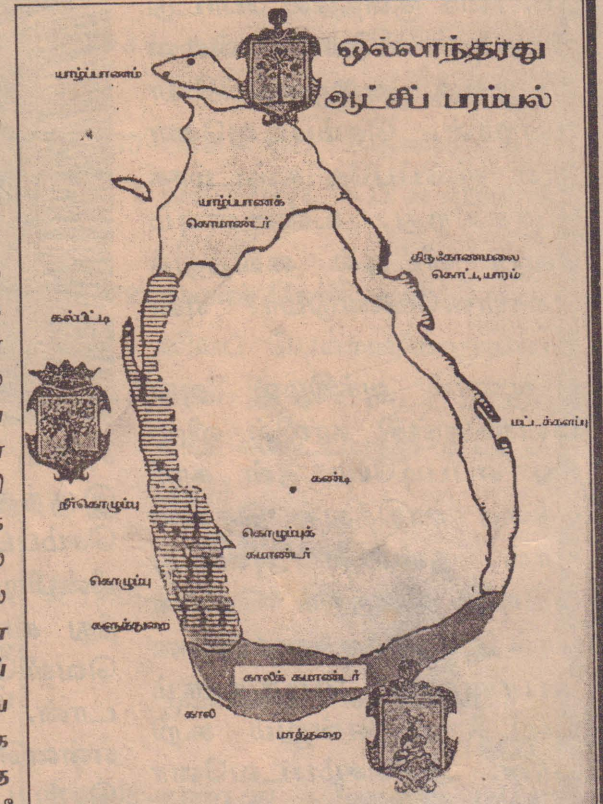 ஒல்லாந்தரது
ஆட்சிப் பரம்பல்
யாழ்ப்பாணம்
யாழ்ப்பாணக்
கொமாண்டர்
திருகோணமலை
கொட்டியாரம்
கல்பிட்டி
மட்டக்களப்பு
கண்டி
நீர்கொழும்பு
கொழும்புக்
கமாண்டர்
கொழும்பு
களுத்துறை
காலிக் கமாண்டர்
காலி
மாத்தறை